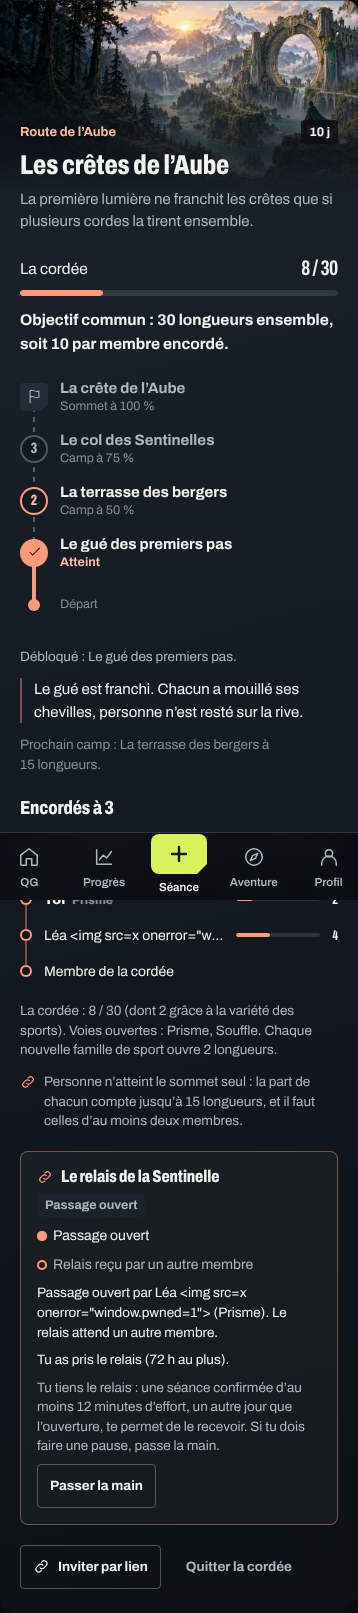 Route de l'Aube
10 j
Les crêtes de l'Aube
La première lumière ne franchit les crêtes que si
plusieurs cordes la tirent ensemble.
La cordée
8 / 30
Objectif commun : 30 longueurs ensemble,
soit 10 par membre encordé.
La crête de l'Aube
Sommet à 100 %
3
Le col des Sentinelles
Camp à 75 %
2
La terrasse des bergers
Camp à 50 %
Le gué des premiers pas
Atteint
Départ
Débloqué : Le gué des premiers pas.
Le gué est franchi. Chacun a mouillé ses
chevilles, personne n'est resté sur la rive.
Prochain camp : La terrasse des bergers à
15 longueurs.
Encordés à 3
QG
Progrès
Séance
Aventure
Profil
Prisme
Léa <img src=x onerror="w...
4
Membre de la cordée
La cordée : 8 / 30 (dont 2 grâce à la variété des
sports). Voies ouvertes : Prisme, Souffle. Chaque
nouvelle famille de sport ouvre 2 longueurs.
Personne n'atteint le sommet seul : la part de
chacun compte jusqu'à 15 longueurs, et il faut
celles d'au moins deux membres.
Le relais de la Sentinelle
Passage ouvert
Passage ouvert
Relais reçu par un autre membre
Passage ouvert par Léa <img src=x
onerror="window.pwned=1"> (Prisme). Le
relais attend un autre membre.
Tu as pris le relais (72 h au plus).
Tu tiens le relais : une séance confirmée d'au
moins 12 minutes d'effort, un autre jour que
l'ouverture, te permet de le recevoir. Si tu dois
faire une pause, passe la main.
Passer la main
Inviter par lien
Quitter la cordée